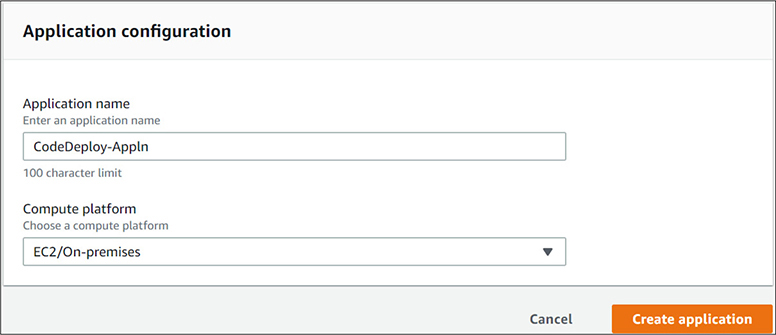 Application configuration
Application name
Enter an application name
CodeDeploy-Appln
100 character limit
Compute platform
Choose a compute platform
EC2/On-premises
Cancel
Create application